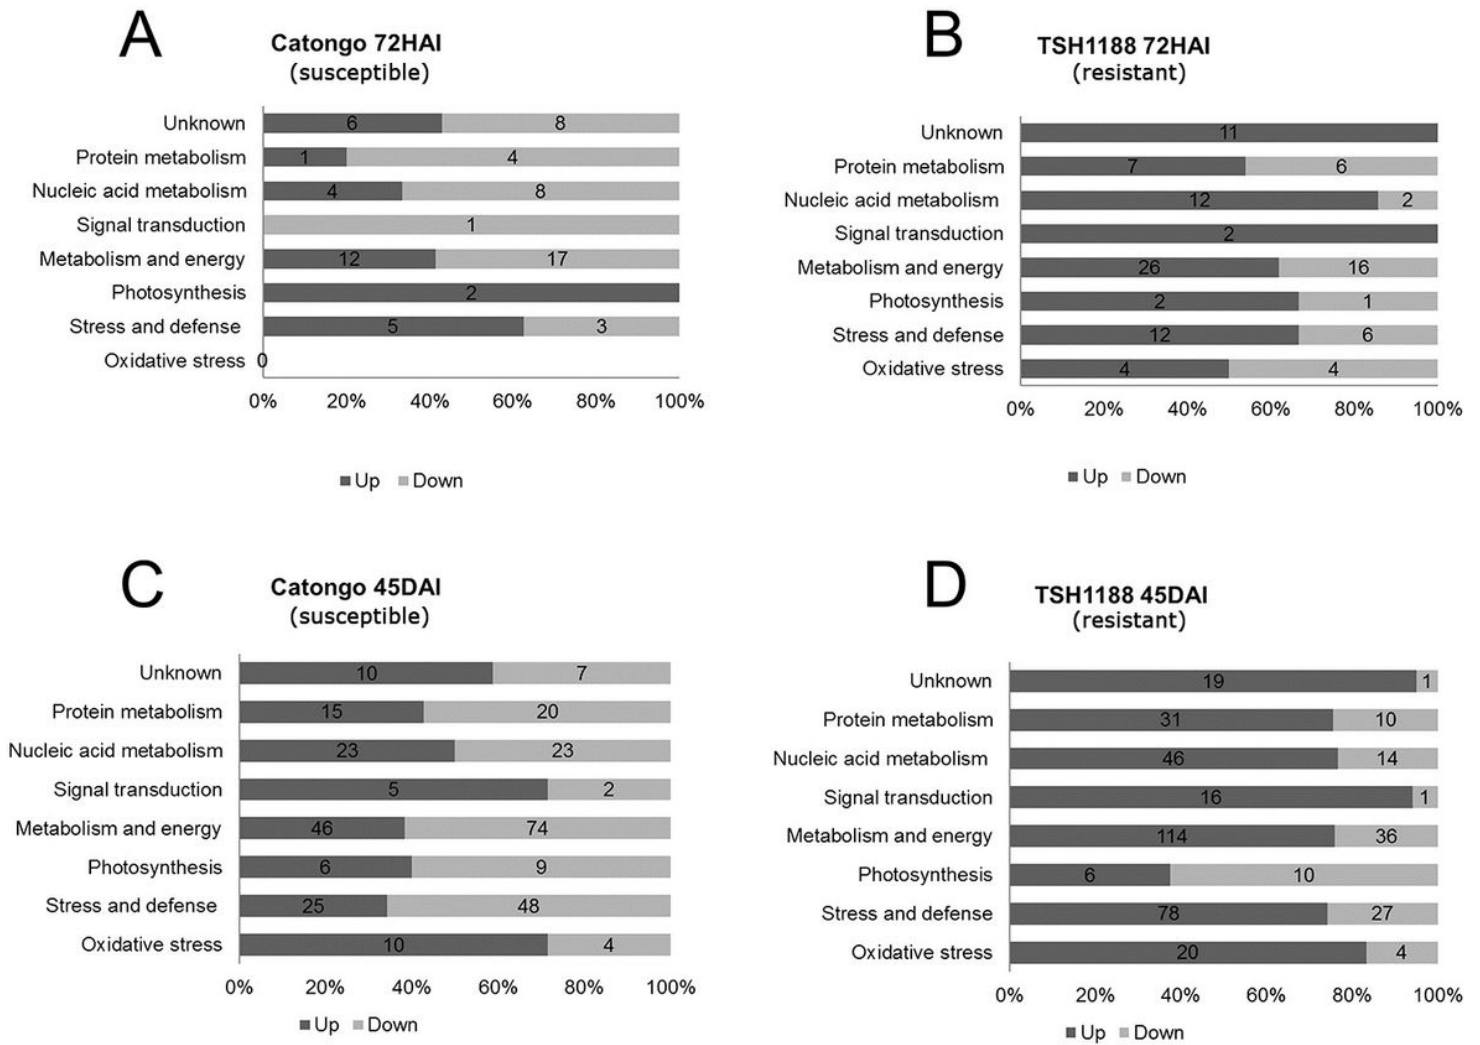 A
Catongo 72HAI
(susceptible)
Unknown 6 8
Protein metabolism 1 4
Nucleic acid metabolism 4 8
Signal transduction 1
Metabolism and energy 12 17
Photosynthesis 2
Stress and defense 5 3
Oxidative stress 0
0% 20% 40% 60% 80% 100%
Up Down
B
TSH1188 72HAI
(resistant)
Unknown 11
Protein metabolism 7 6
Nucleic acid metabolism 12 2
Signal transduction 2
Metabolism and energy 26 16
Photosynthesis 2 1
Stress and defense 12 6
Oxidative stress 4 4
0% 20% 40% 60% 80% 100%
Up Down
C
Catongo 45DAI
(susceptible)
Unknown 10 7
Protein metabolism 15 20
Nucleic acid metabolism 23 23
Signal transduction 5 2
Metabolism and energy 46 74
Photosynthesis 6 9
Stress and defense 25 48
Oxidative stress 10 4
0% 20% 40% 60% 80% 100%
Up Down
D
TSH1188 45DAI
(resistant)
Unknown 19 1
Protein metabolism 31 10
Nucleic acid metabolism 46 14
Signal transduction 16 1
Metabolism and energy 114 36
Photosynthesis 6 10
Stress and defense 78 27
Oxidative stress 20 4
0% 20% 40% 60% 80% 100%
Up Down